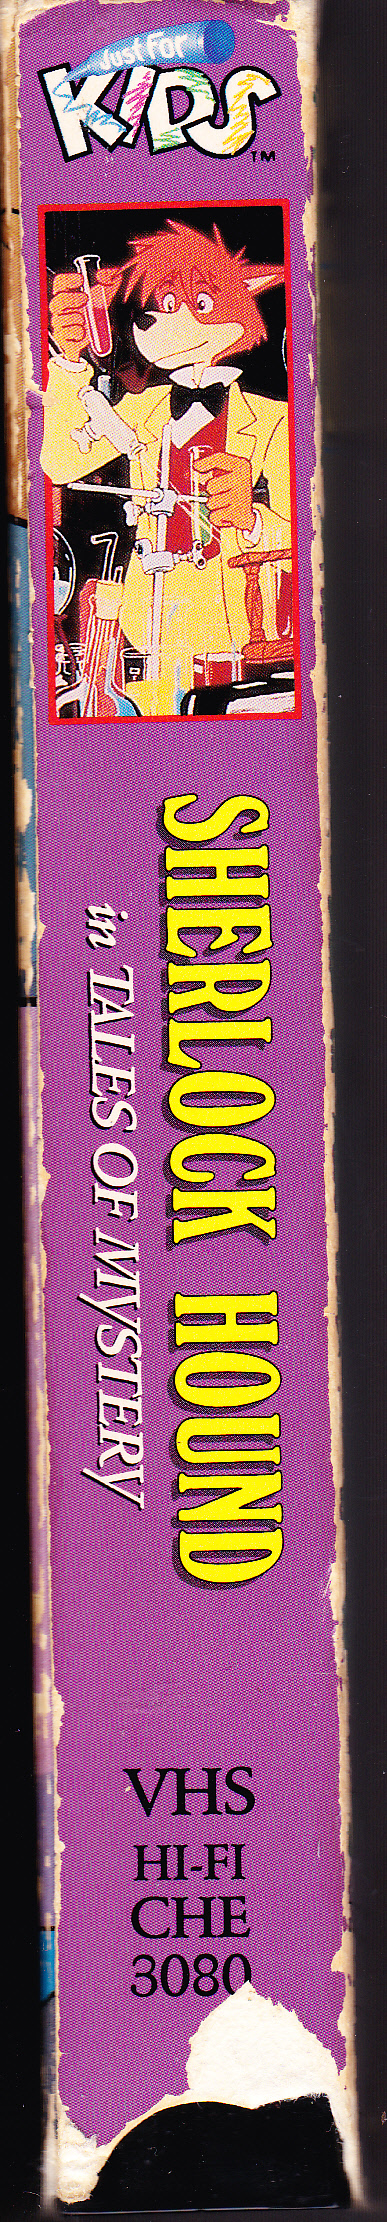 Just For
KIDS
TM
SHERLOCK HOUND
in TALES OF MYSTERY
VHS
HI-FI
CHE
3080